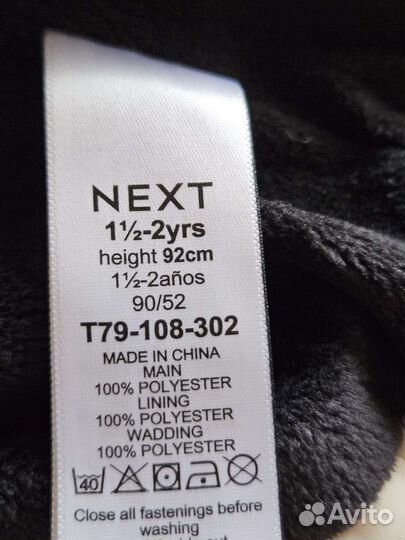 NEXT
1½-2yrs
height 92cm
1½-2años
90/52
T79-108-302
MADE IN CHINA
MAIN
100% POLYESTER
LINING
100% POLYESTER
WADDING
100% POLYESTER
40
Close all fastenings before
washing
Avito